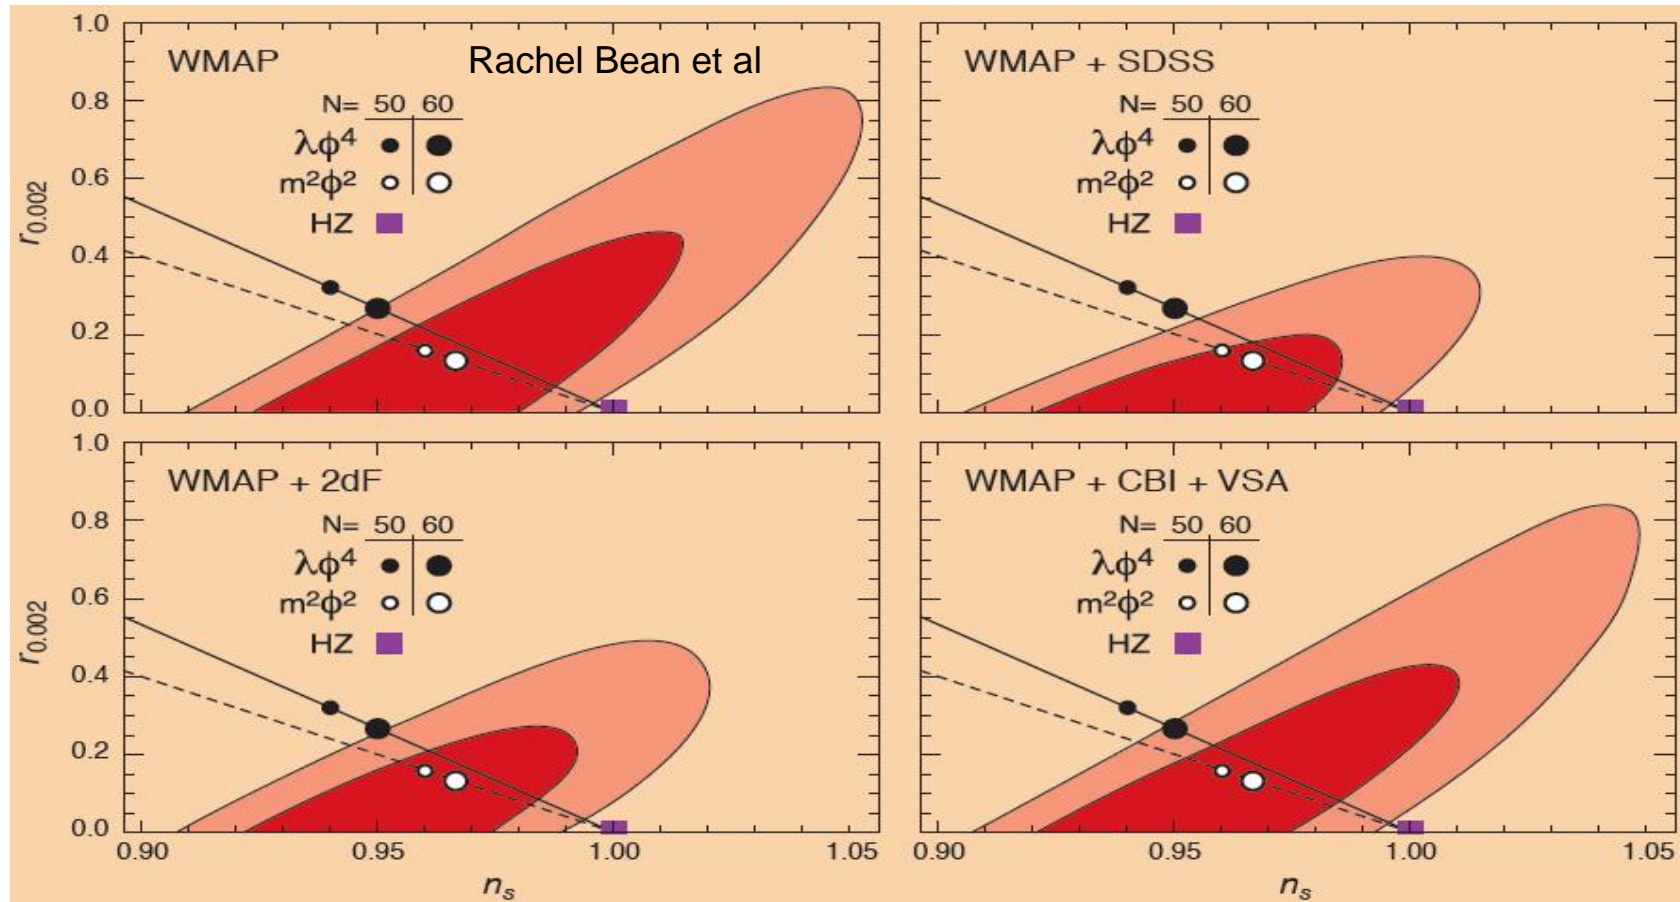 WMAP
Rachel Bean et al
N= 50 60
λϕ⁴
m²ϕ²
HZ
1.0
0.8
0.6
0.4
0.2
0.0
r0.002
WMAP + SDSS
N= 50 60
λϕ⁴
m²ϕ²
HZ
WMAP + 2dF
N= 50 60
λϕ⁴
m²ϕ²
HZ
1.0
0.8
0.6
0.4
0.2
0.0
r0.002
0.90 0.95 1.00 1.05
ns
WMAP + CBI + VSA
N= 50 60
λϕ⁴
m²ϕ²
HZ
0.90 0.95 1.00 1.05
ns